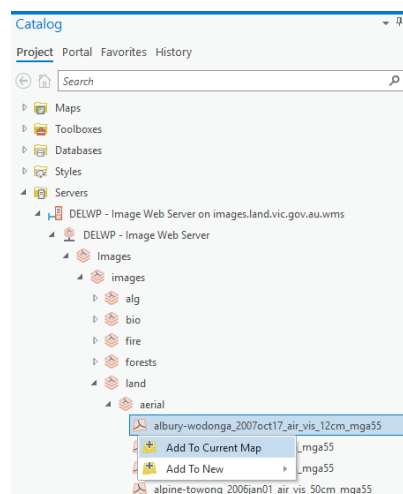 Catalog
Project Portal Favorites History
Search
Maps
Toolboxes
Databases
Styles
Servers
DELWP - Image Web Server on images.land.vic.gov.au.wms
DELWP - Image Web Server
Images
images
alg
bio
fire
forests
land
aerial
albury-wodonga_2007oct17_air_vis_12cm_mga55
Add To Current Map
_mga55
Add To New
_mga55
alpine-towong_2006jan01_air_vis_50cm_mga55